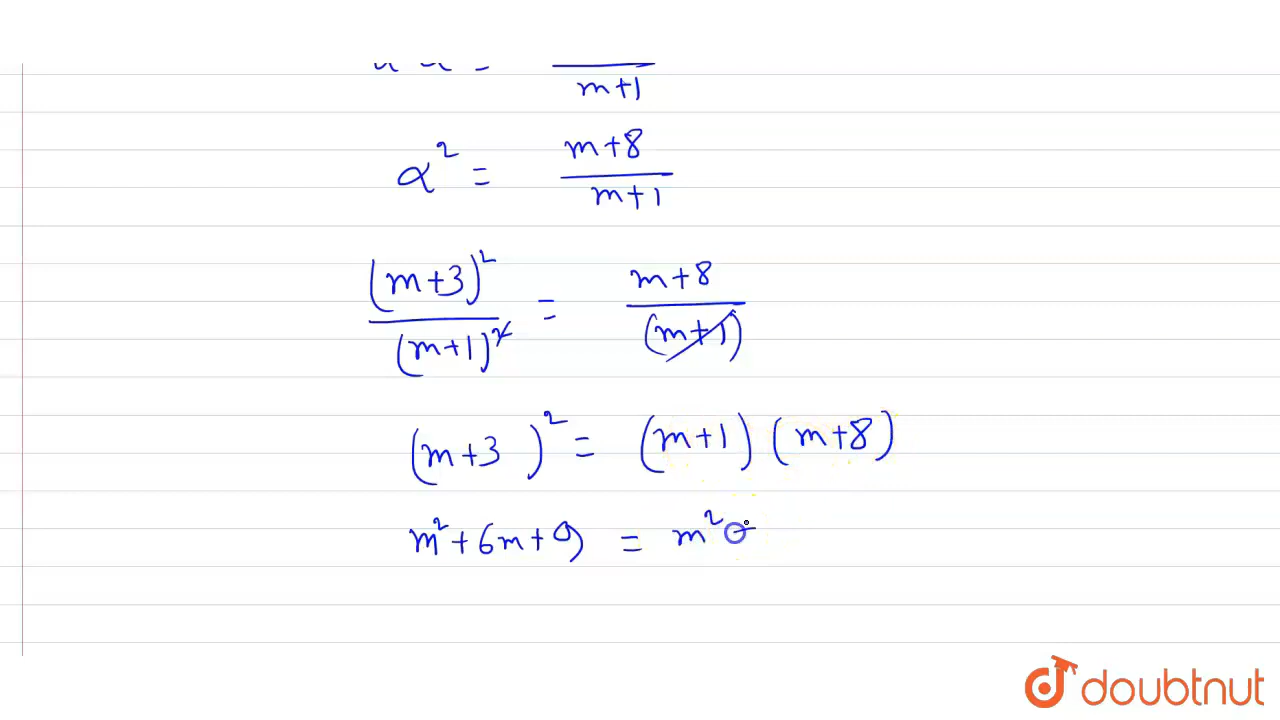 m+1
α² = m+8
m+1
(m+3)² = m+8
(m+1)² (m+1)
(m+3)² = (m+1)(m+8)
m²+6m+9 = m²
doubtnut